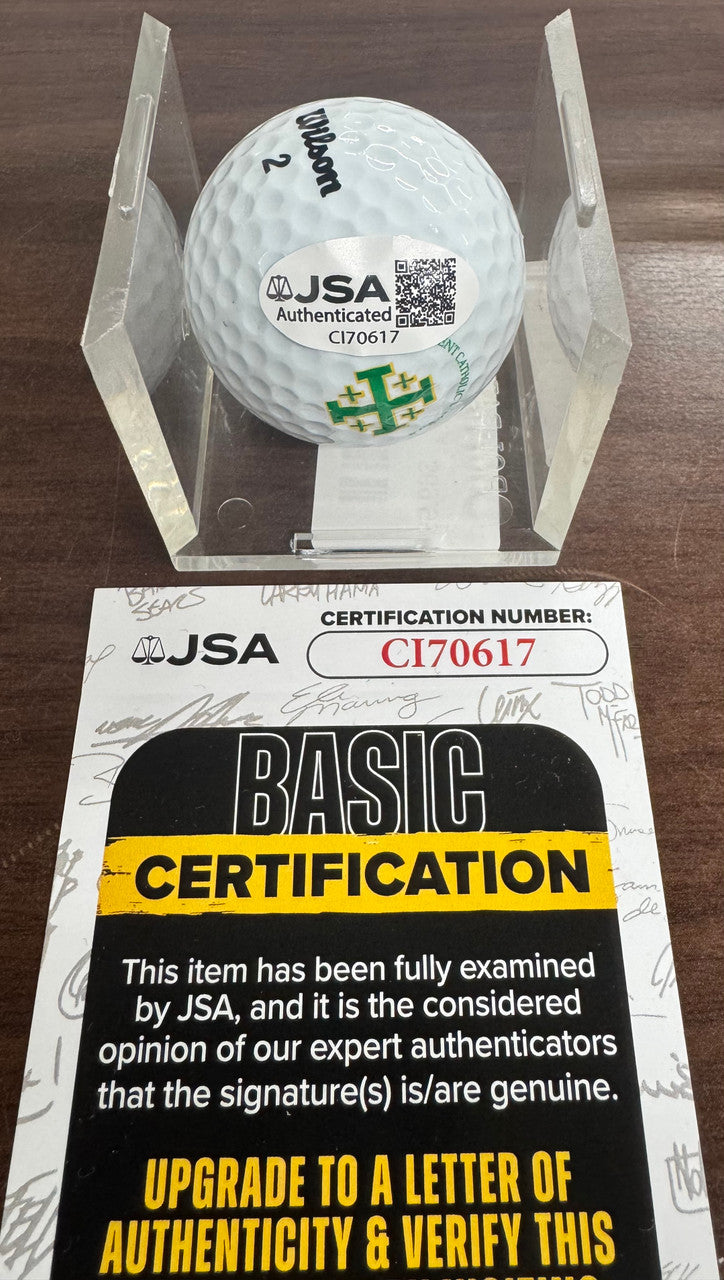 Wilson
2
JSA
Authenticated
CI70617
ENT CATHOLIC
JSA
CERTIFICATION NUMBER:
CI70617
BASIC
CERTIFICATION
This item has been fully examined
by JSA, and it is the considered
opinion of our expert authenticators
that the signature(s) is/are genuine.
UPGRADE TO A LETTER OF
AUTHENTICITY & VERIFY THIS